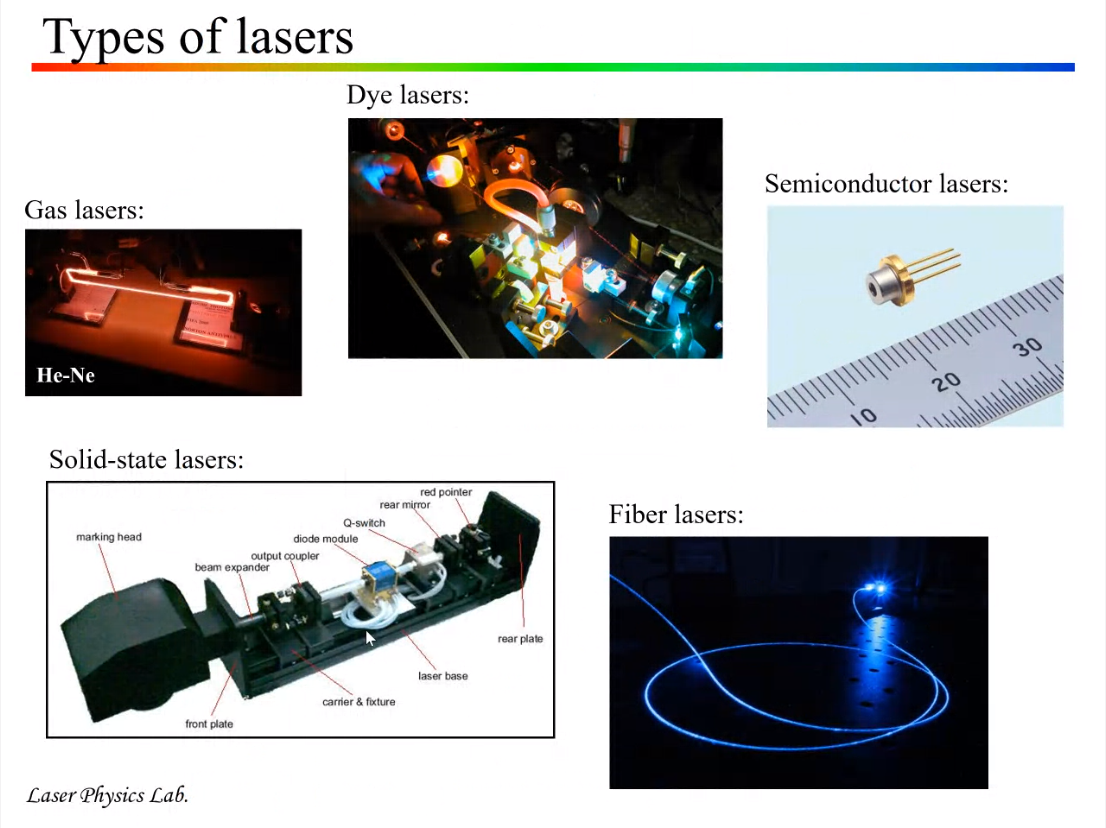 Types of lasers
Dye lasers:
Semiconductor lasers:
Gas lasers:
He-Ne
10
20
30
Solid-state lasers:
red pointer
rear mirror
Q-switch
marking head
diode module
output coupler
beam expander
rear plate
laser base
carrier & fixture
front plate
Fiber lasers:
Laser Physics Lab.